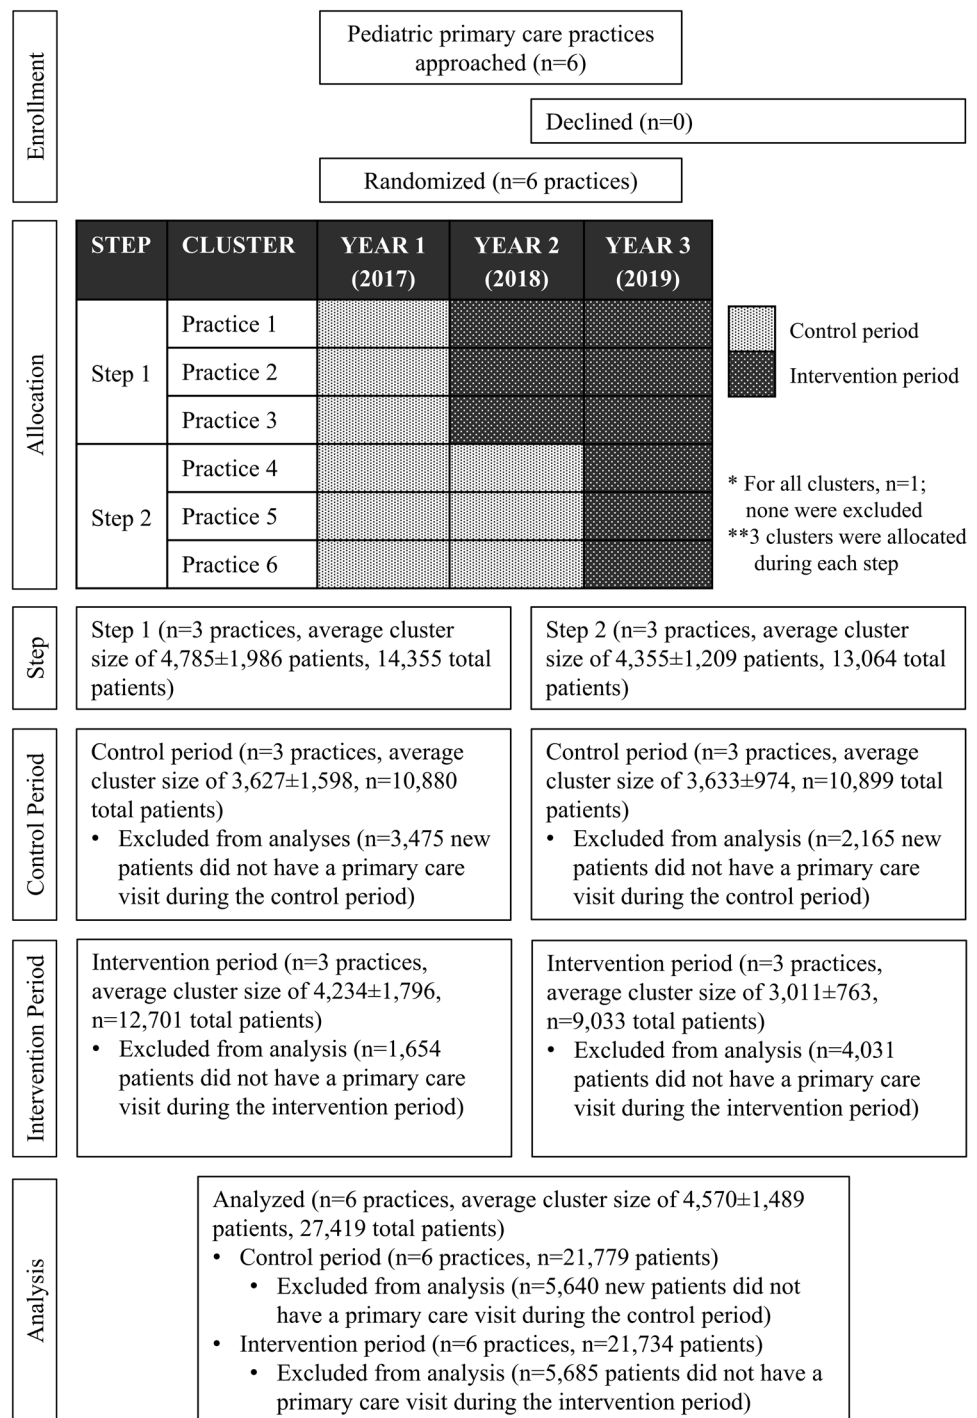 Enrollment
Pediatric primary care practices
approached (n=6)
Declined (n=0)
Randomized (n=6 practices)
Allocation
STEP
CLUSTER
YEAR 1
(2017)
YEAR 2
(2018)
YEAR 3
(2019)
Step 1
Practice 1
Practice 2
Practice 3
Step 2
Practice 4
Practice 5
Practice 6
Control period
Intervention period
* For all clusters, n=1;
none were excluded
**3 clusters were allocated
during each step
Step
Step 1 (n=3 practices, average cluster
size of 4,785±1,986 patients, 14,355 total
patients)
Step 2 (n=3 practices, average cluster
size of 4,355±1,209 patients, 13,064 total
patients)
Control Period
Control period (n=3 practices, average
cluster size of 3,627±1,598, n=10,880
total patients)
• Excluded from analyses (n=3,475 new
patients did not have a primary care
visit during the control period)
Control period (n=3 practices, average
cluster size of 3,633±974, n=10,899 total
patients)
• Excluded from analysis (n=2,165 new
patients did not have a primary care
visit during the control period)
Intervention Period
Intervention period (n=3 practices,
average cluster size of 4,234±1,796,
n=12,701 total patients)
• Excluded from analysis (n=1,654
patients did not have a primary care
visit during the intervention period)
Intervention period (n=3 practices,
average cluster size of 3,011±763,
n=9,033 total patients)
• Excluded from analysis (n=4,031
patients did not have a primary care
visit during the intervention period)
Analysis
Analyzed (n=6 practices, average cluster size of 4,570±1,489
patients, 27,419 total patients)
• Control period (n=6 practices, n=21,779 patients)
• Excluded from analysis (n=5,640 new patients did not
have a primary care visit during the control period)
• Intervention period (n=6 practices, n=21,734 patients)
• Excluded from analysis (n=5,685 patients did not have a
primary care visit during the intervention period)